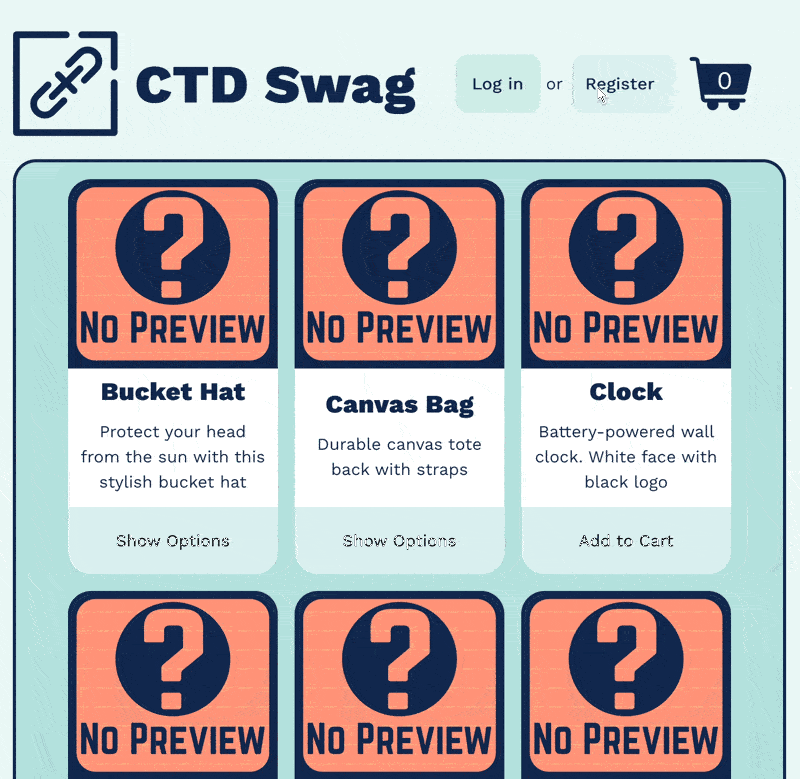 CTD Swag
Log in or Register
0
?
?
?
No Preview
No Preview
No Preview
Bucket Hat
Protect your head
from the sun with this
stylish bucket hat
Show Options
Canvas Bag
Durable canvas tote
back with straps
Show Options
Clock
Battery-powered wall
clock. White face with
black logo
Add to Cart
?
?
?
No Preview
No Preview
No Preview